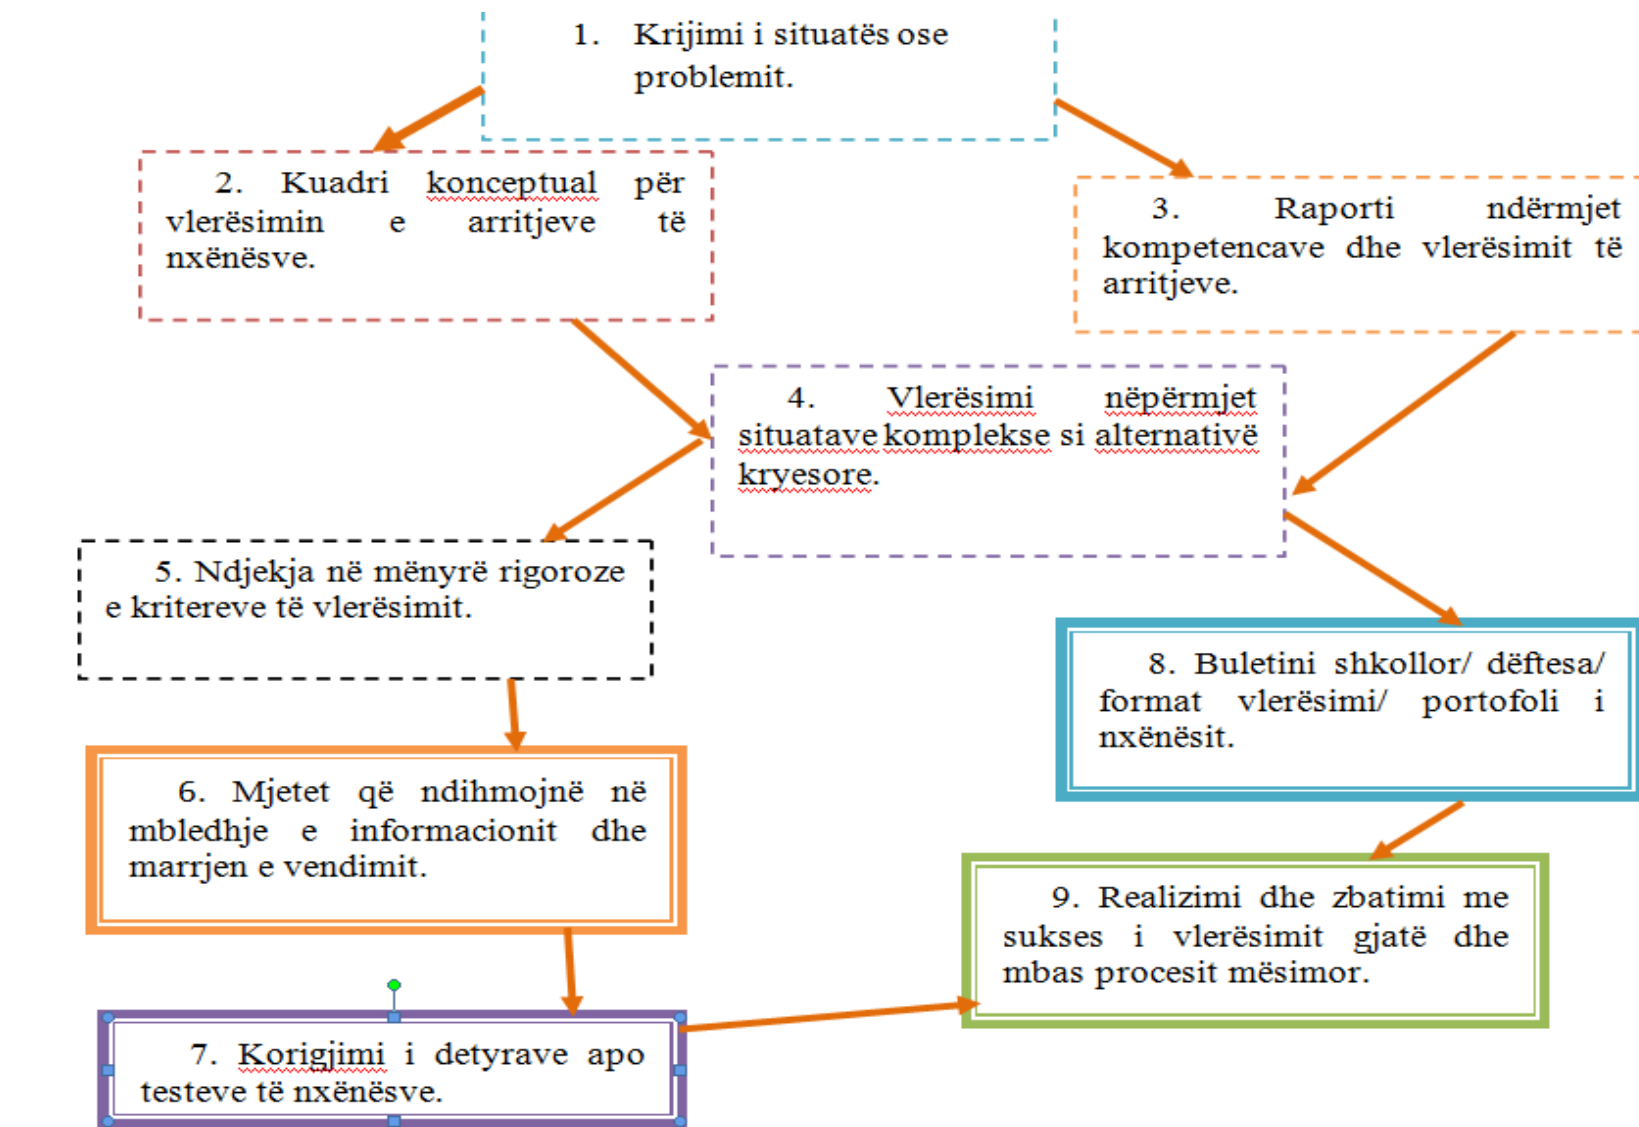 1. Krijimi i situatës ose
problemit.
2. Kuadri konceptual për
vlerësimin e arritjeve të
nxënësve.
3. Raporti ndërmjet
kompetencave dhe vlerësimit të
arritjeve.
4. Vlerësimi nëpërmjet
situatave komplekse si alternativë
kryesore.
5. Ndjekja në mënyrë rigoroze
e kritereve të vlerësimit.
6. Mjetet që ndihmojnë në
mbledhje e informacionit dhe
marrjen e vendimit.
7. Korigjimi i detyrave apo
testeve të nxënësve.
8. Buletini shkollor/ dëftesa/
format vlerësimi/ portofoli i
nxënësit.
9. Realizimi dhe zbatimi me
sukses i vlerësimit gjatë dhe
mbas procesit mësimor.